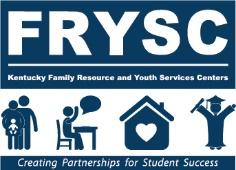 FRYSC
Kentucky Family Resource and Youth Services Centers
Creating Partnerships for Student Success